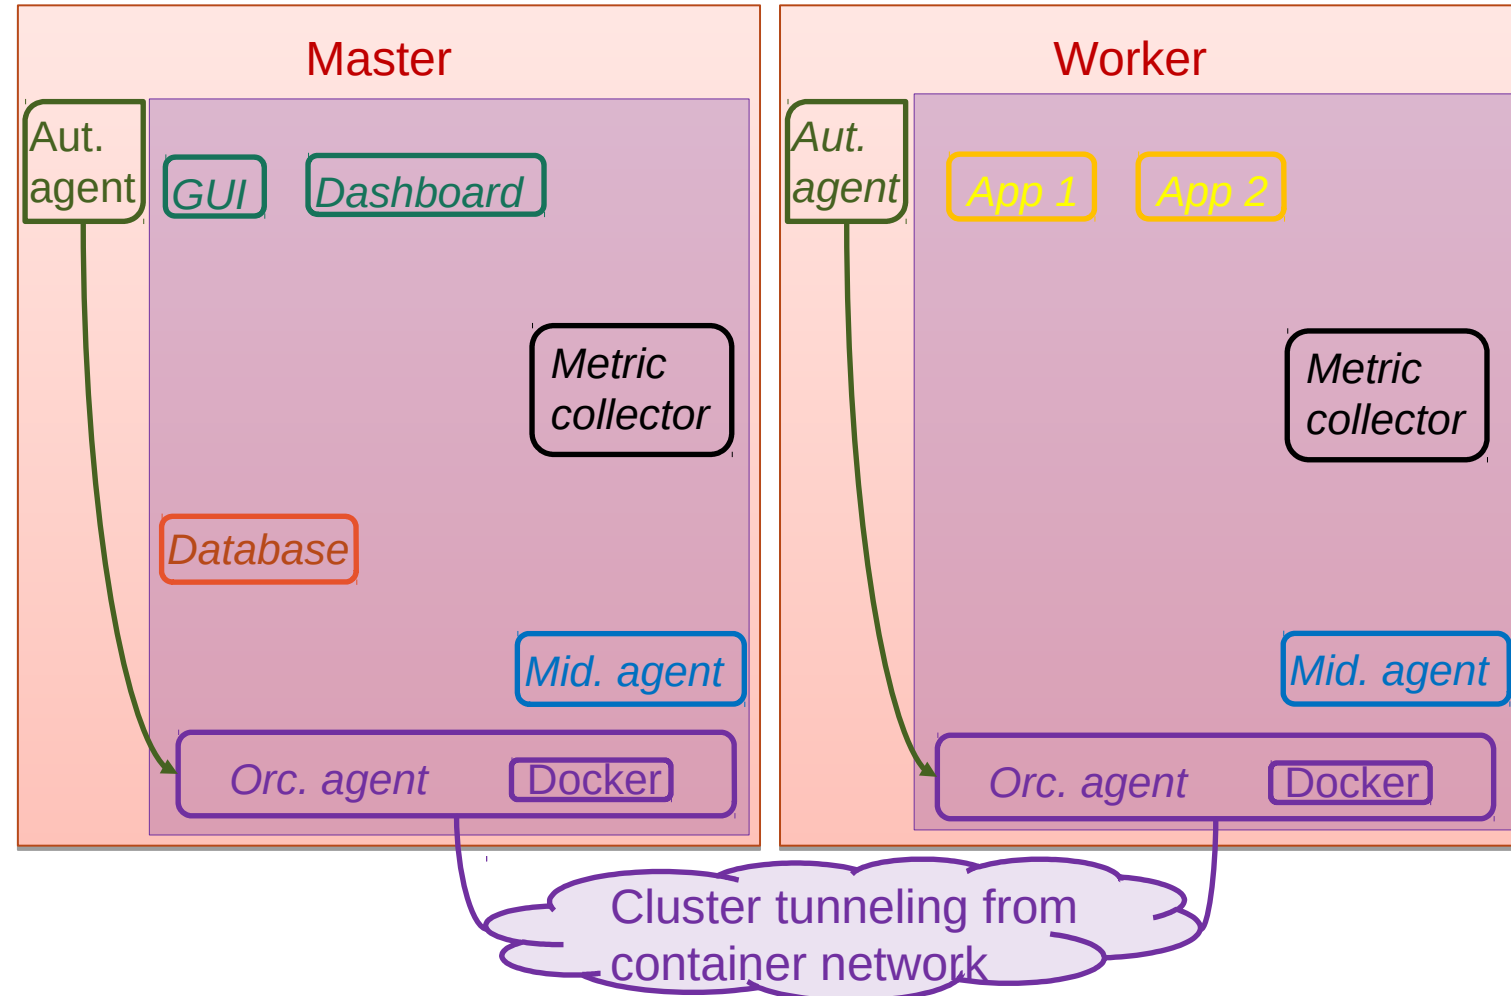 Master
Aut.
agent
GUI
Dashboard
Metric
collector
Database
Mid. agent
Orc. agent
Docker
Worker
Aut.
agent
App 1
App 2
Metric
collector
Mid. agent
Orc. agent
Docker
Cluster tunneling from
container network